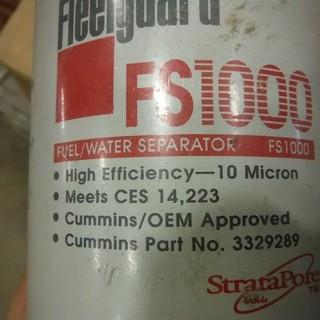 Fleetguard
FS1000
FUEL/WATER SEPARATOR FS1000
• High Efficiency—10 Micron
• Meets CES 14,223
• Cummins/OEM Approved
• Cummins Part No. 3329289
StrataPore
TM